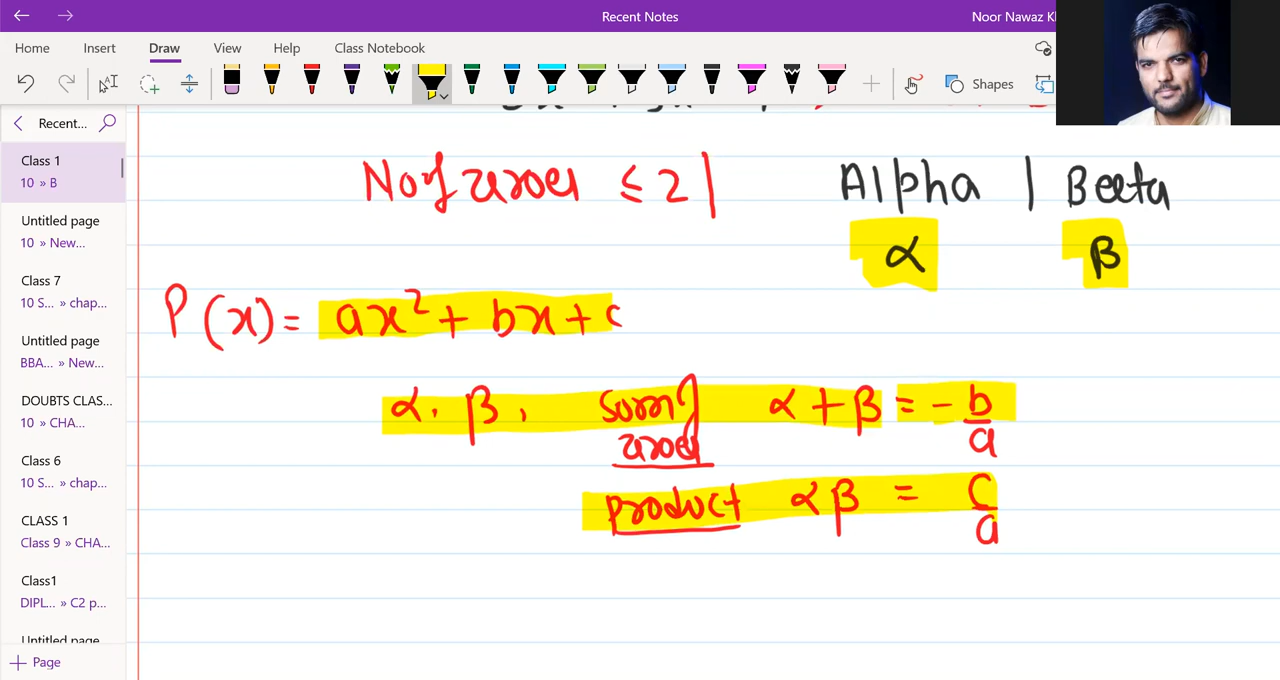 Recent Notes
Noor Nawaz Kh
Home Insert Draw View Help Class Notebook
Shapes
Recent...
Class 1
10 » B
Untitled page
10 » New...
Class 7
10 S... » chap...
Untitled page
BBA... » New...
DOUBTS CLAS...
10 » CHA...
Class 6
10 S... » chap...
CLASS 1
Class 9 » CHA...
Class1
DIPL... » C2 p...
Untitled page
+ Page
No of zeroes ≤ 2 |
Alpha | Beeta
α β
P(x) = ax² + bx + c
α, β, sum of zeroes α + β = - b/a
product αβ = c/a